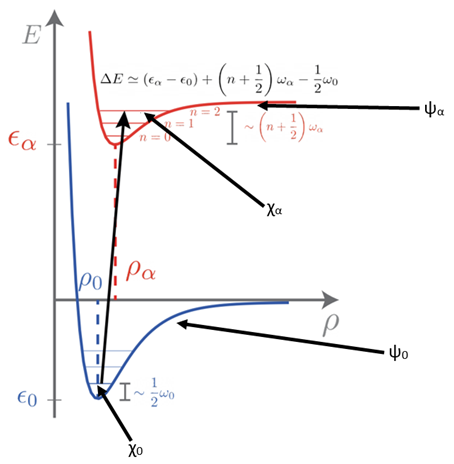 E
ΔE ≃ (ϵα − ϵ0) + (n + 1/2) ωα − 1/2 ω0
n = 2
ψα
n = 1
~ (n + 1/2) ωα
n = 0
ϵα
χα
ρ0
ρα
ρ
ψ0
ϵ0
~ 1/2 ω0
χ0